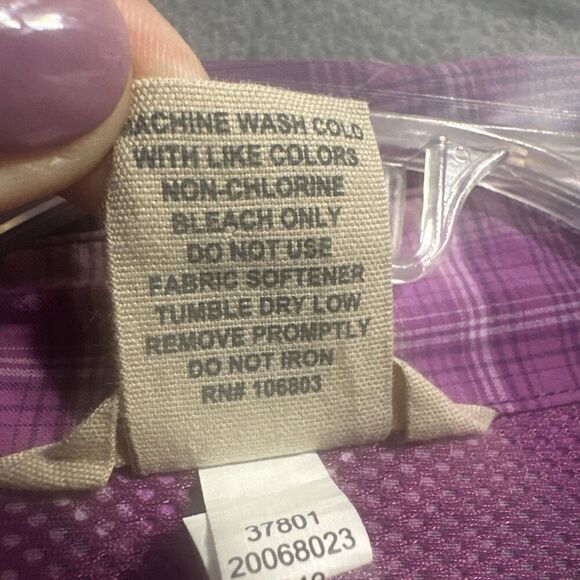 MACHINE WASH COLD
WITH LIKE COLORS
NON-CHLORINE
BLEACH ONLY
DO NOT USE
FABRIC SOFTENER
TUMBLE DRY LOW
REMOVE PROMPTLY
DO NOT IRON
RN# 106803
37801
20068023